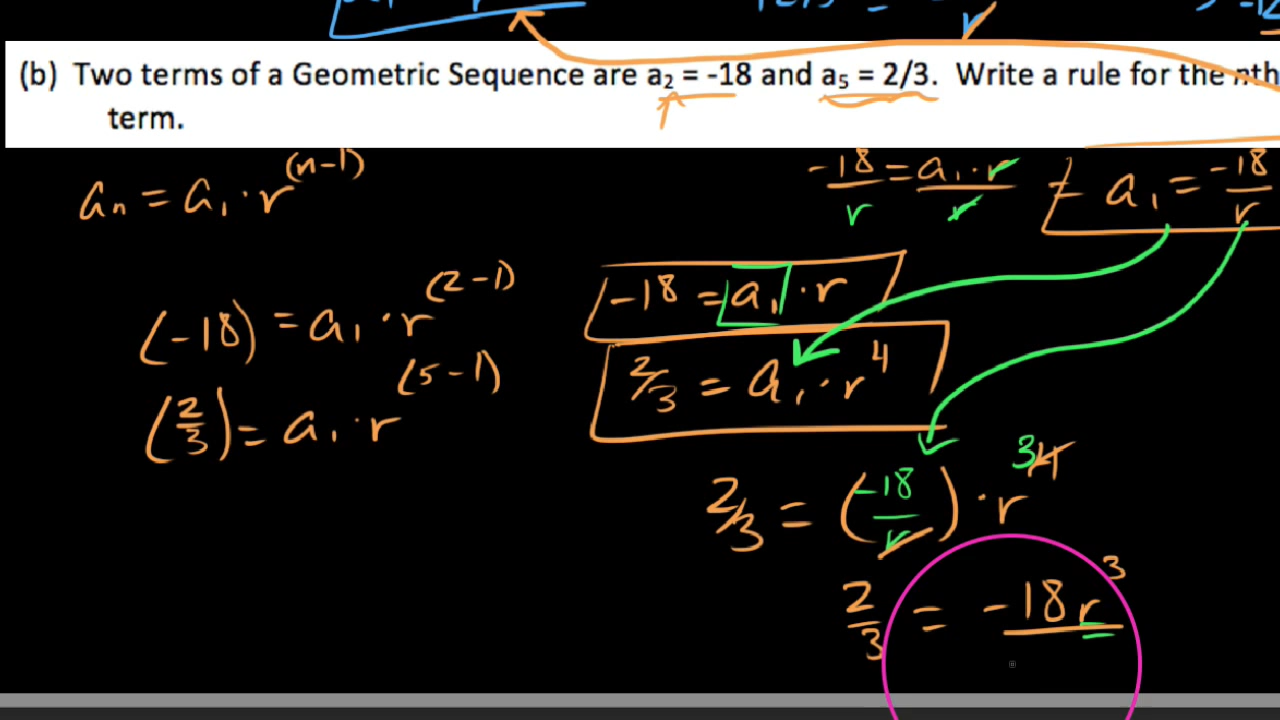 (b) Two terms of a Geometric Sequence are a₂ = -18 and a₅ = 2/3. Write a rule for the nth
term.
aₙ = a₁ · r⁽ⁿ⁻¹⁾
-18/r = a₁ · r/r
a₁ = -18/r
(-18) = a₁ · r⁽²⁻¹⁾
-18 = a₁ · r
(2/3) = a₁ · r⁽⁵⁻¹⁾
2/3 = a₁ · r⁴
2/3 = (-18/r) · r⁴ 3
2/3 = -18r³